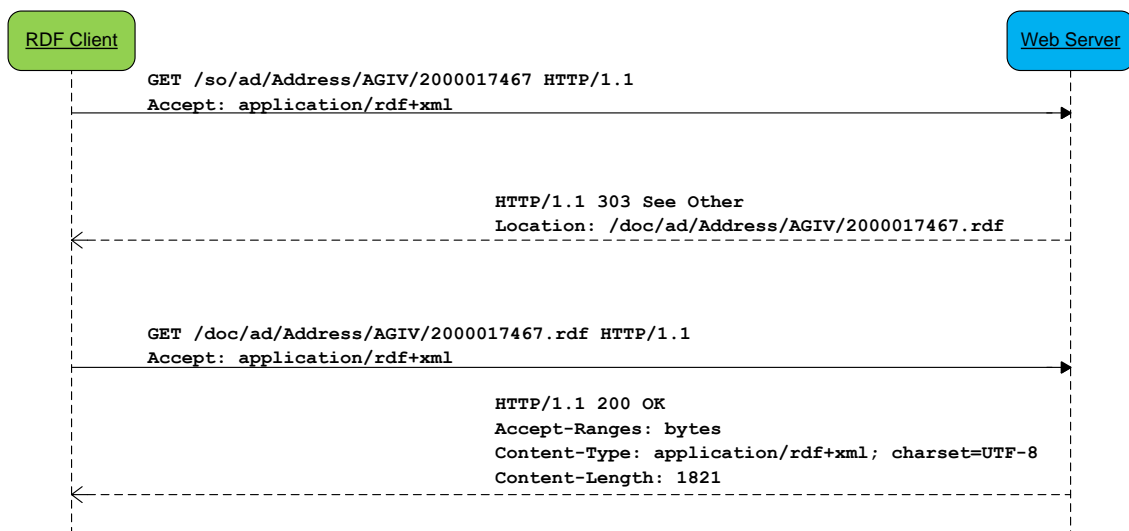 RDF Client
Web Server
GET /so/ad/Address/AGIV/2000017467 HTTP/1.1
Accept: application/rdf+xml
HTTP/1.1 303 See Other
Location: /doc/ad/Address/AGIV/2000017467.rdf
GET /doc/ad/Address/AGIV/2000017467.rdf HTTP/1.1
Accept: application/rdf+xml
HTTP/1.1 200 OK
Accept-Ranges: bytes
Content-Type: application/rdf+xml; charset=UTF-8
Content-Length: 1821